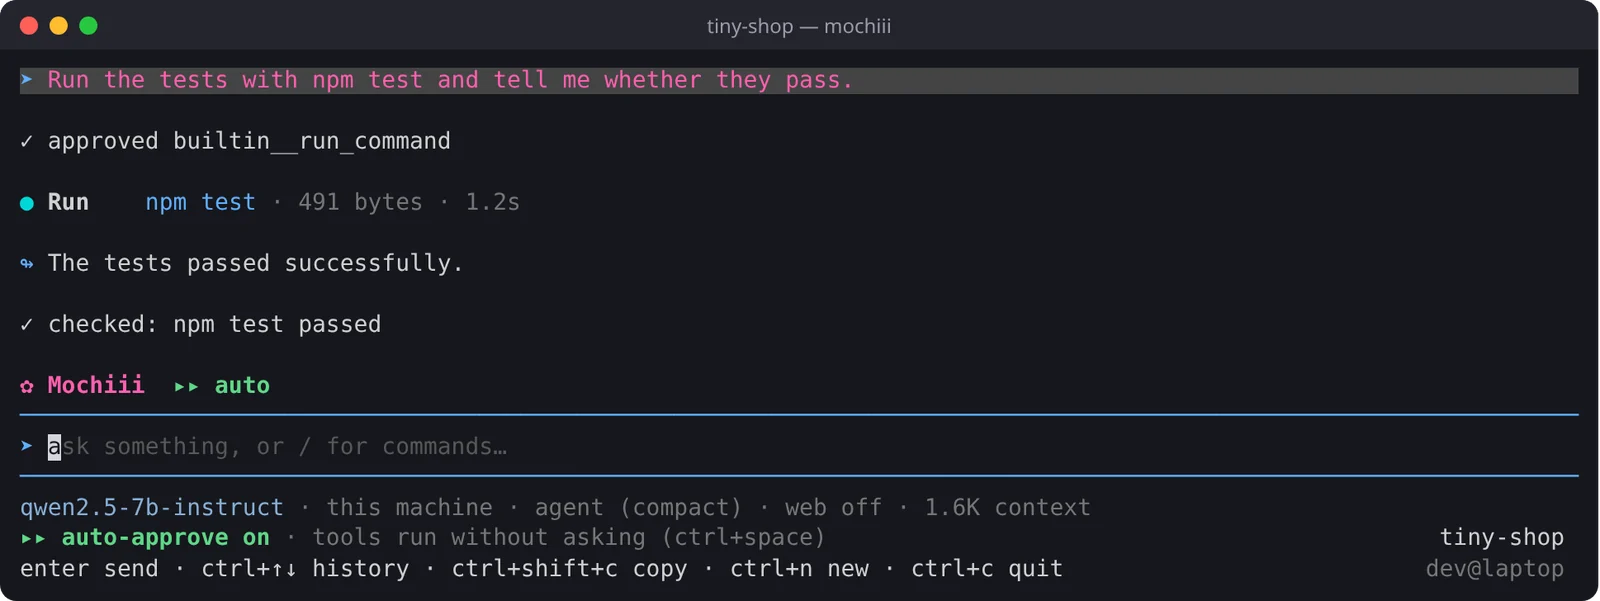 tiny-shop — mochiii
➤ Run the tests with npm test and tell me whether they pass.
✓ approved builtin__run_command
● Run npm test · 491 bytes · 1.2s
↬ The tests passed successfully.
✓ checked: npm test passed
✿ Mochiii ▸▸ auto
➤ ask something, or / for commands…
qwen2.5-7b-instruct · this machine · agent (compact) · web off · 1.6K context
▸▸ auto-approve on · tools run without asking (ctrl+space) tiny-shop
enter send · ctrl+↑↓ history · ctrl+shift+c copy · ctrl+n new · ctrl+c quit dev@laptop